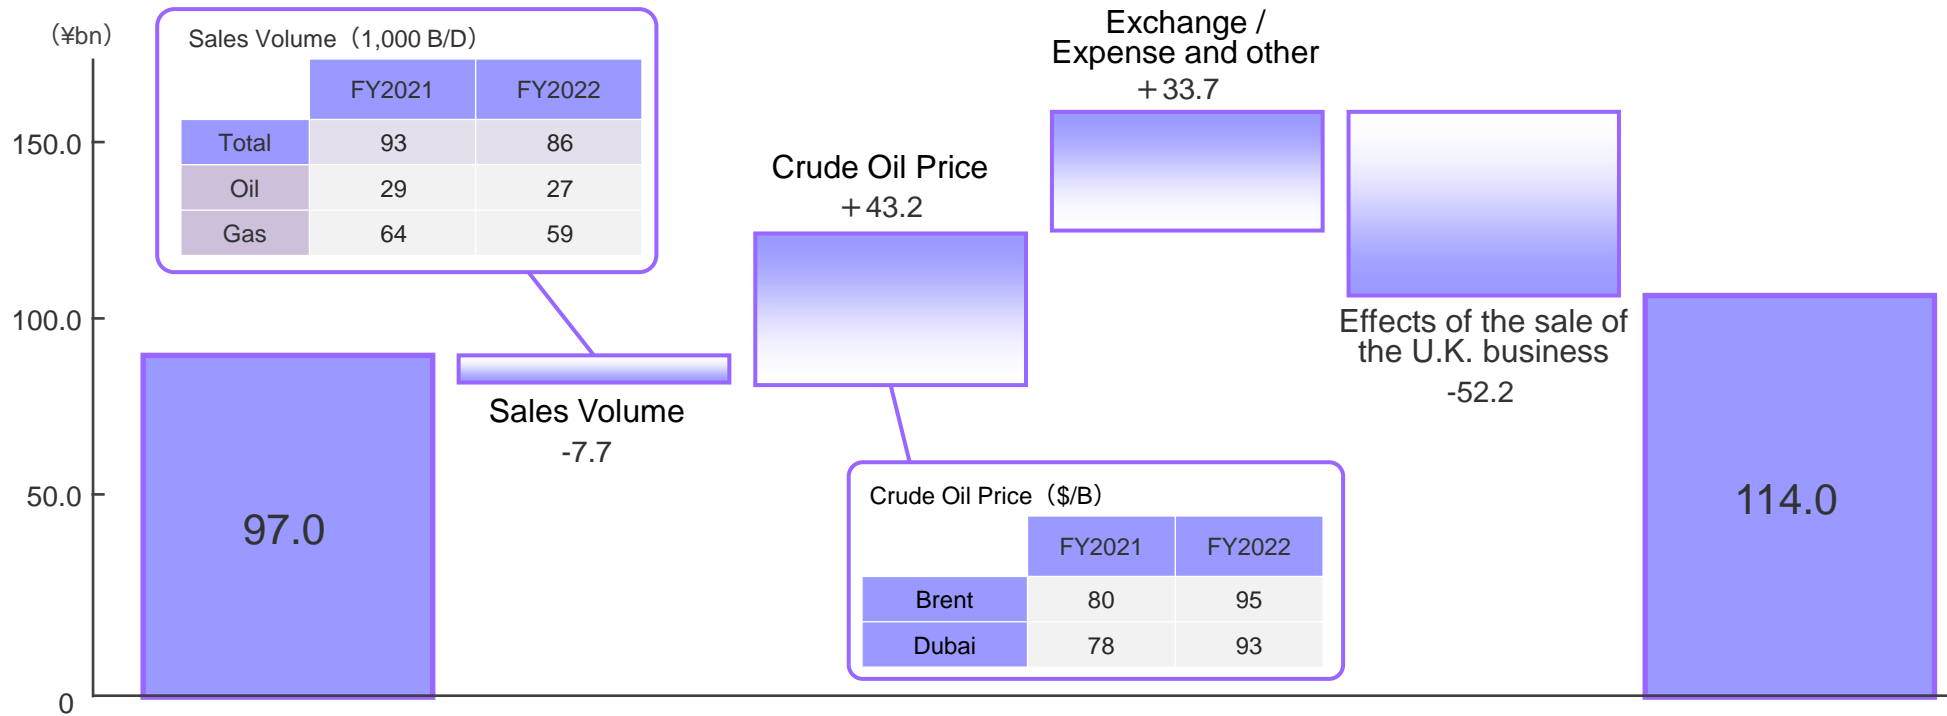 （¥bn）
150.0
100.0
50.0
0
Sales Volume（1,000 B/D）
FY2021 FY2022
Total 93 86
Oil 29 27
Gas 64 59
97.0
Sales Volume
-7.7
Crude Oil Price
＋43.2
Crude Oil Price（$/B）
FY2021 FY2022
Brent 80 95
Dubai 78 93
Exchange /
Expense and other
＋33.7
Effects of the sale of
the U.K. business
-52.2
114.0